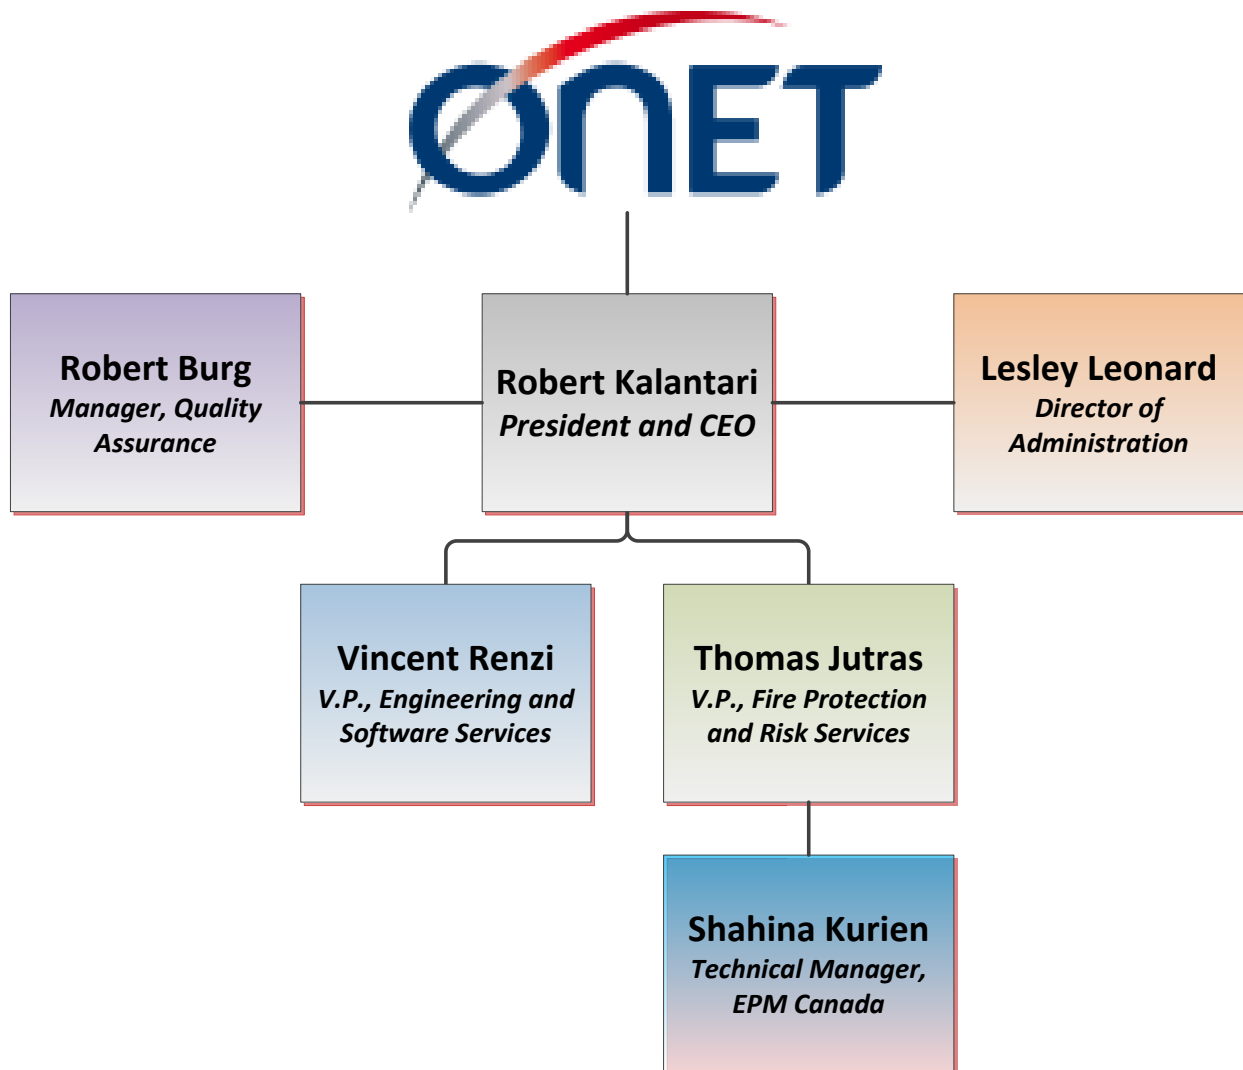 ONET
Robert Burg
Manager, Quality
Assurance
Robert Kalantari
President and CEO
Lesley Leonard
Director of
Administration
Vincent Renzi
V.P., Engineering and
Software Services
Thomas Jutras
V.P., Fire Protection
and Risk Services
Shahina Kurien
Technical Manager,
EPM Canada